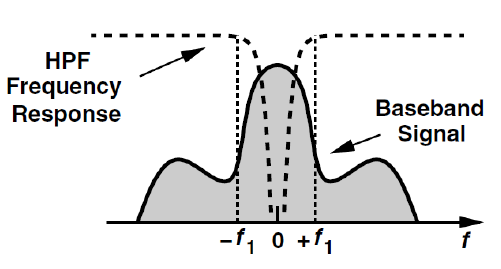 HPF
Frequency
Response
Baseband
Signal
−f1 0 +f1 f